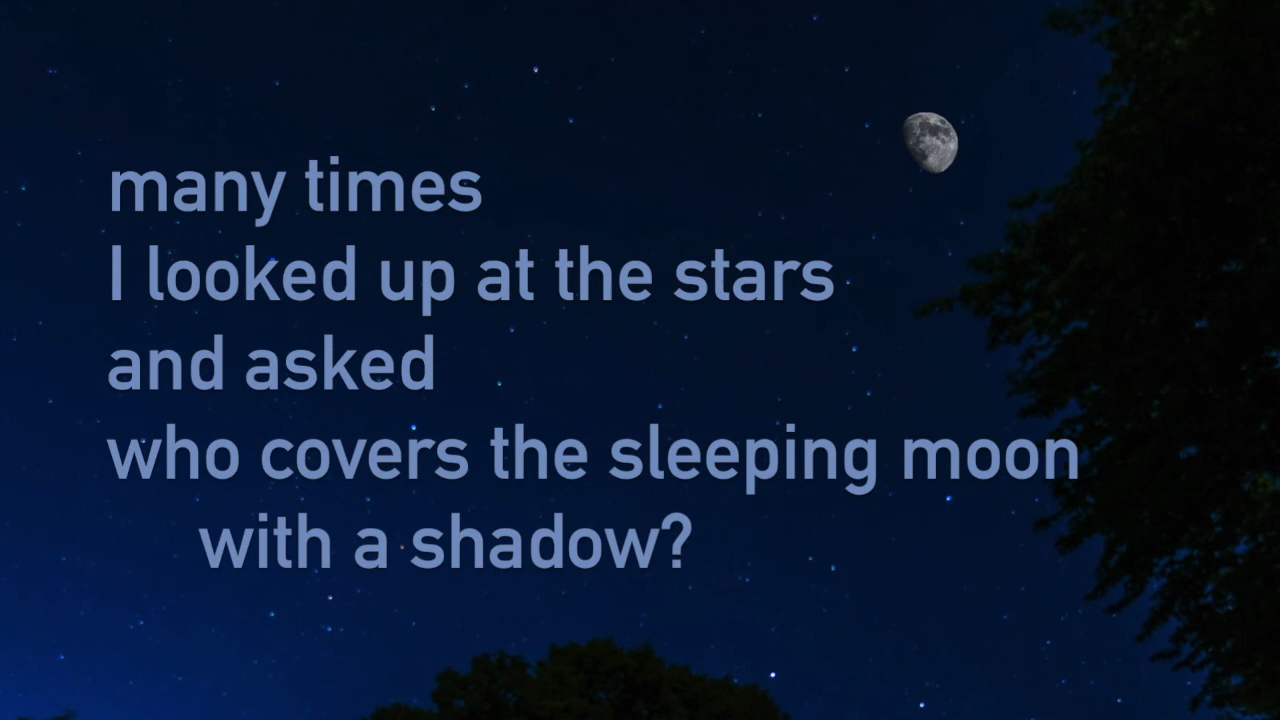 many times
I looked up at the stars
and asked
who covers the sleeping moon
with a shadow?